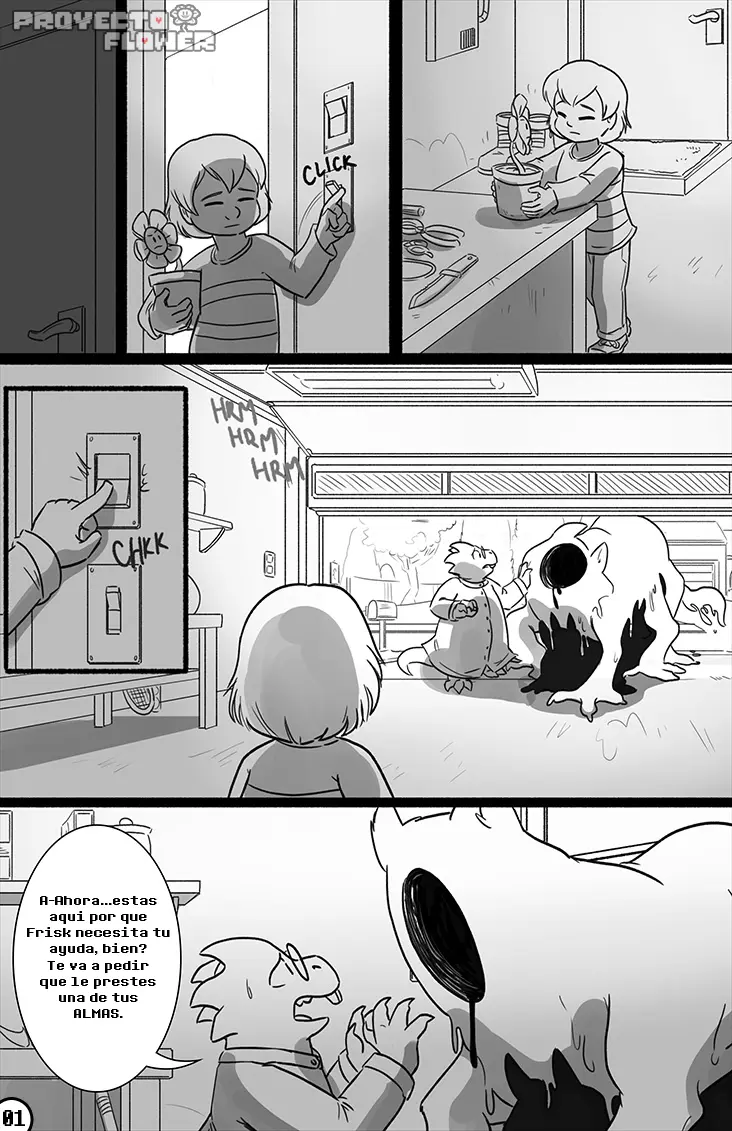 PROYECTO
FLOWER
CLICK
CHKK
HRM
HRM
HRM
A-Ahora...estas
aqui por que
Frisk necesita tu
ayuda, bien?
Te va a pedir
que le prestes
una de tus
ALMAS.
01